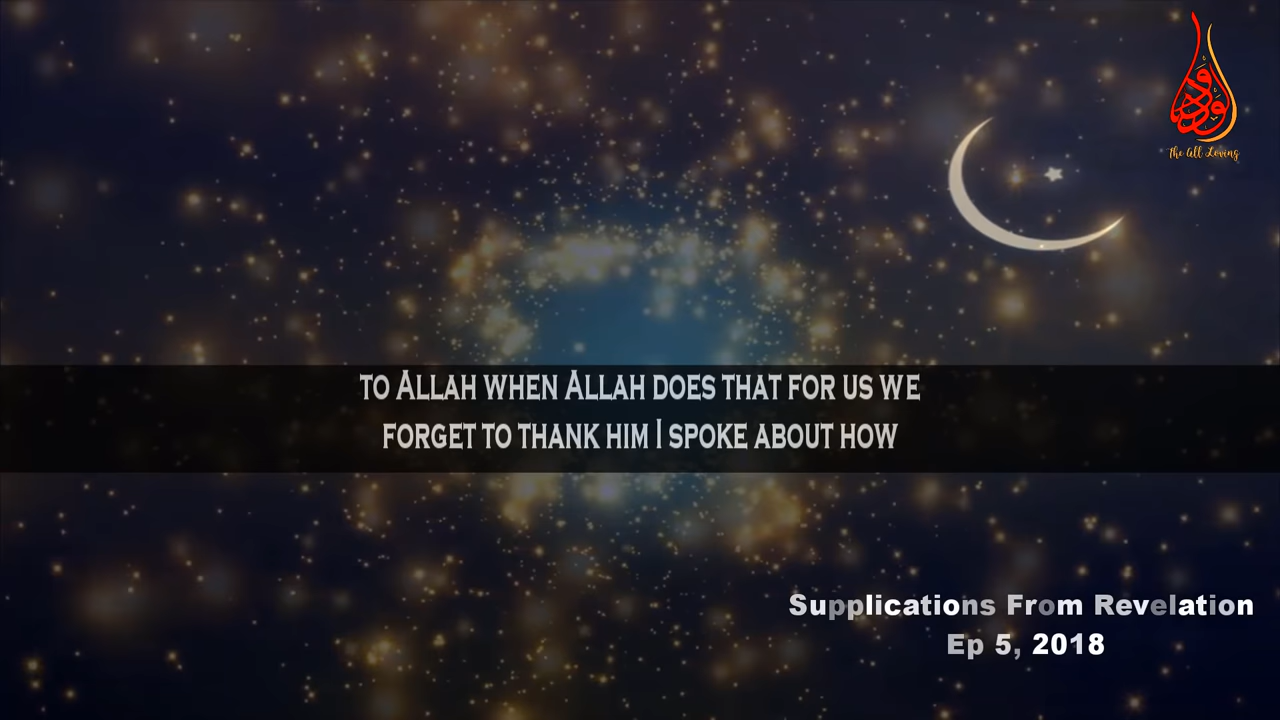 الودود
The All Loving
to Allah when Allah does that for us we
forget to thank him I spoke about how
Supplications From Revelation
Ep 5, 2018